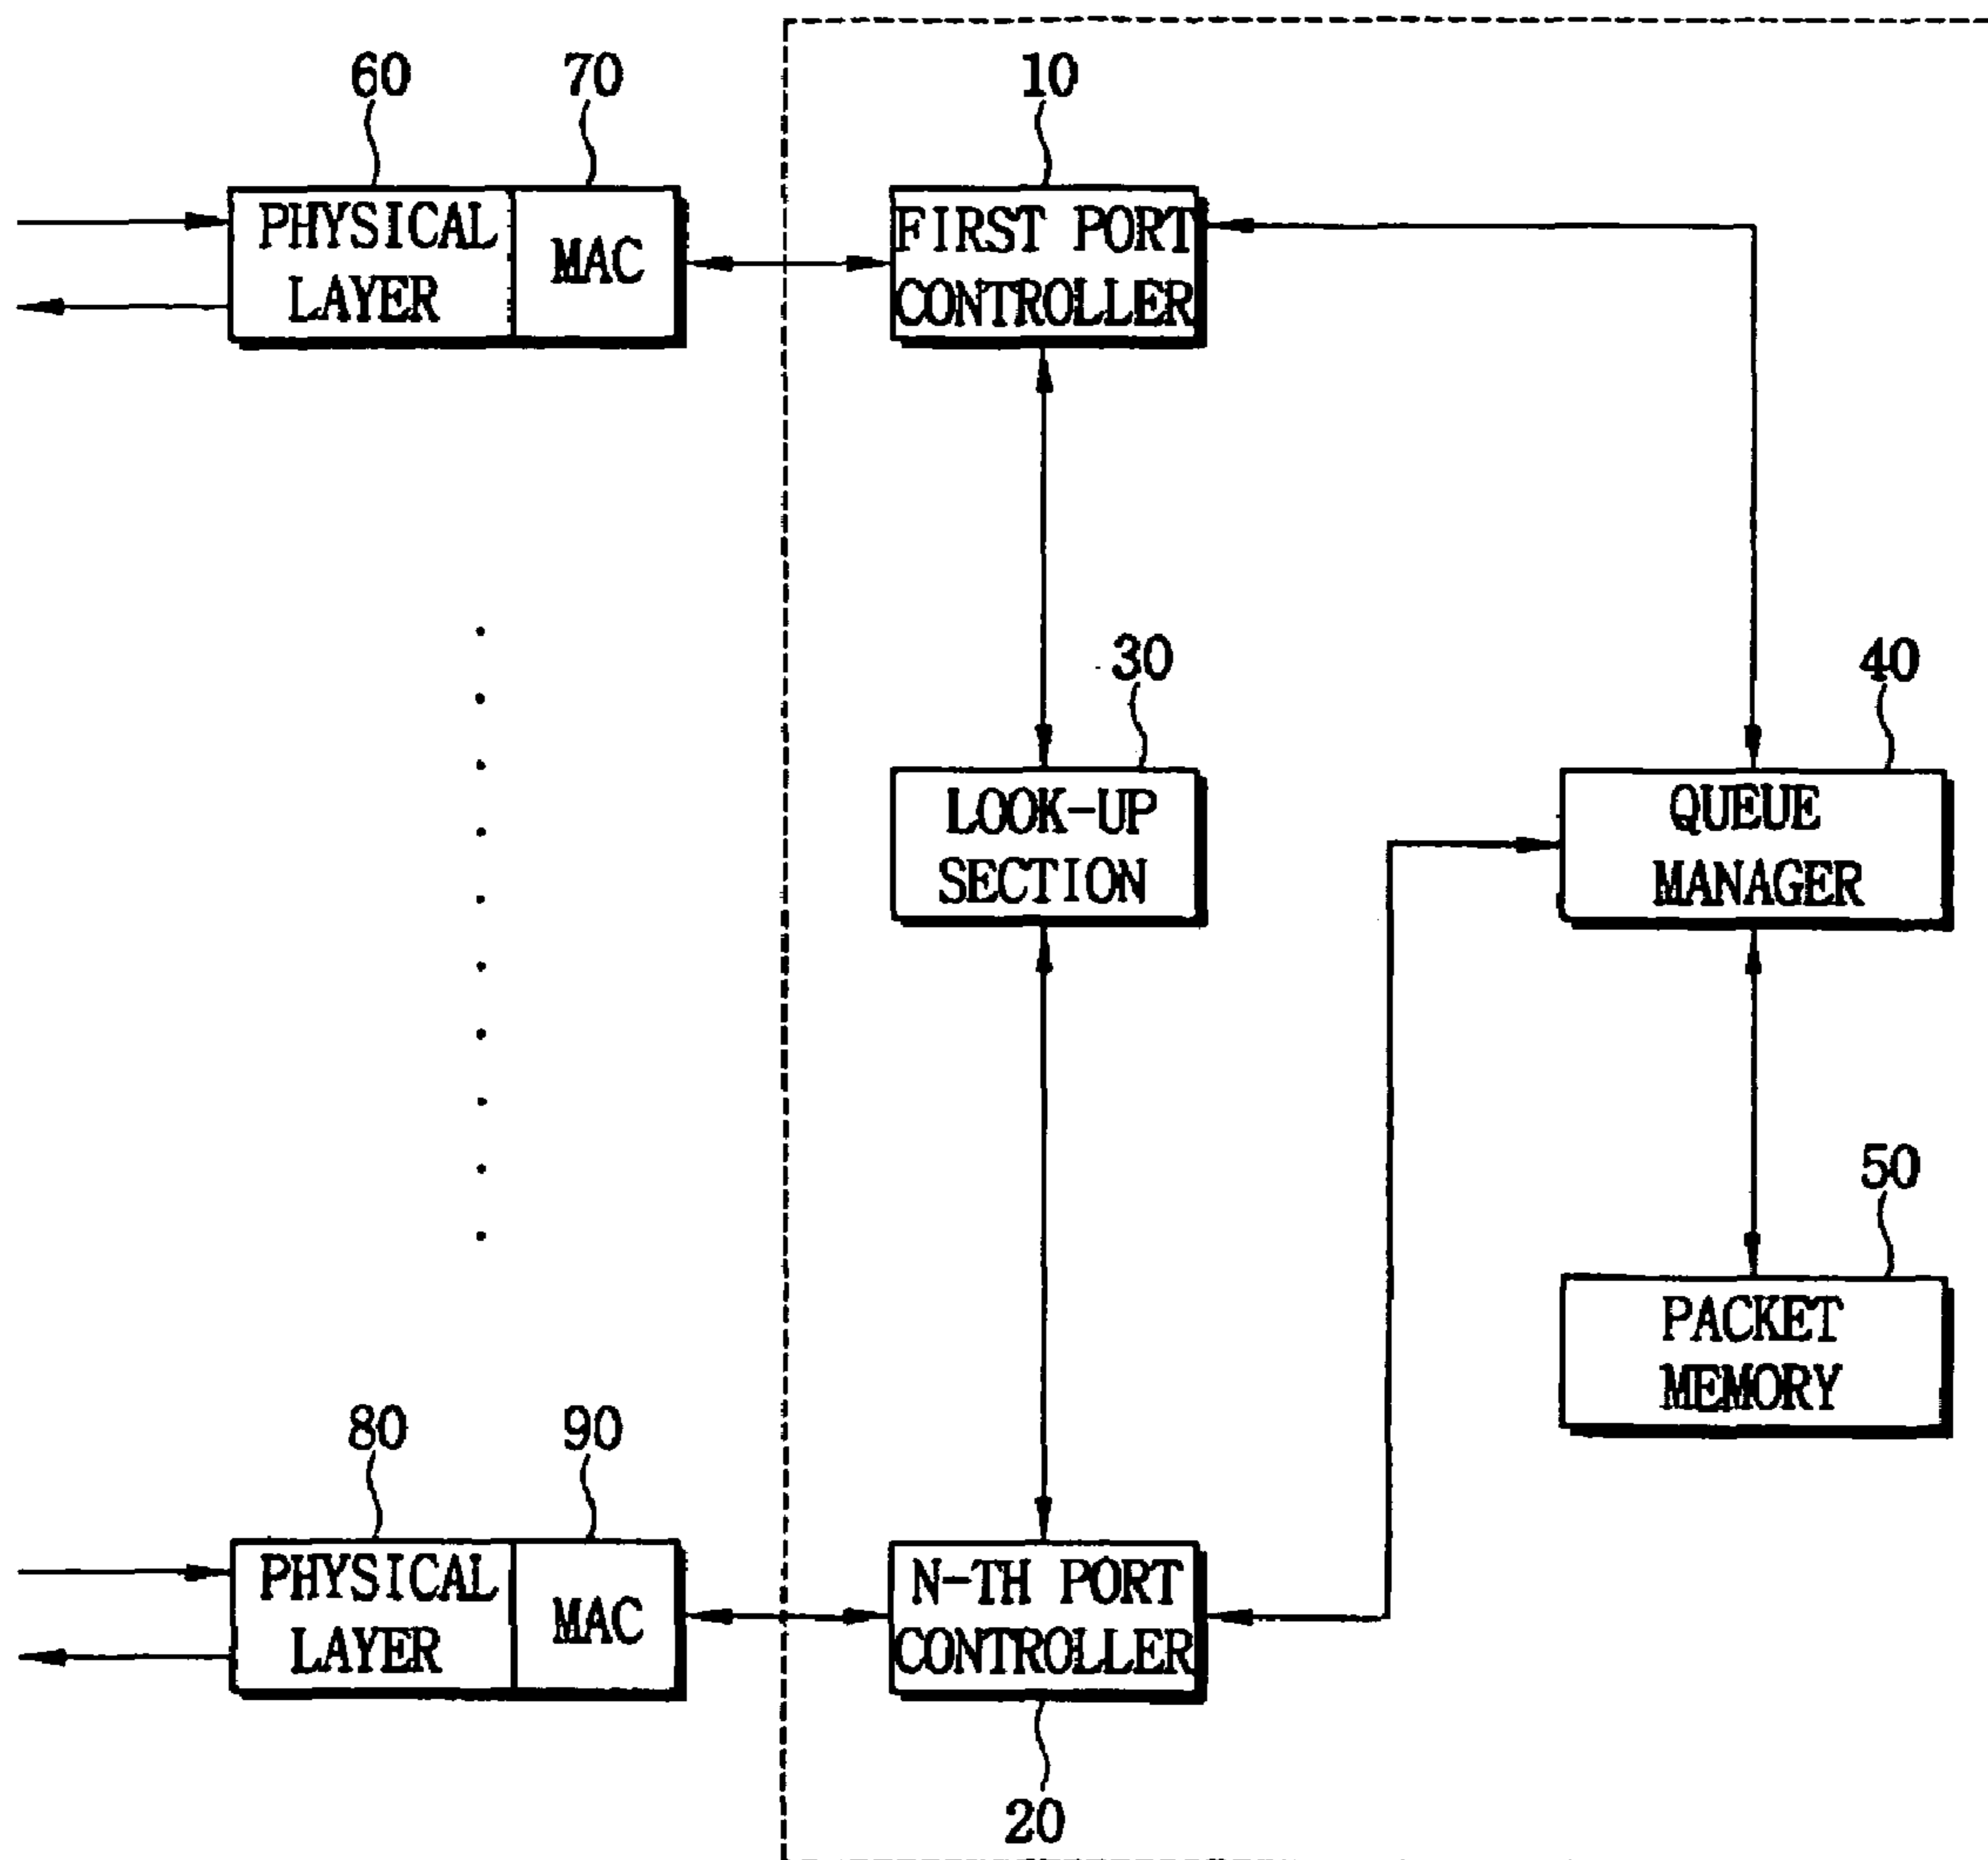 60
70
10
PHYSICAL
LAYER
MAC
FIRST PORT
CONTROLLER
30
40
LOOK-UP
SECTION
QUEUE
MANAGER
50
PACKET
MEMORY
80
90
PHYSICAL
LAYER
MAC
N-TH PORT
CONTROLLER
20